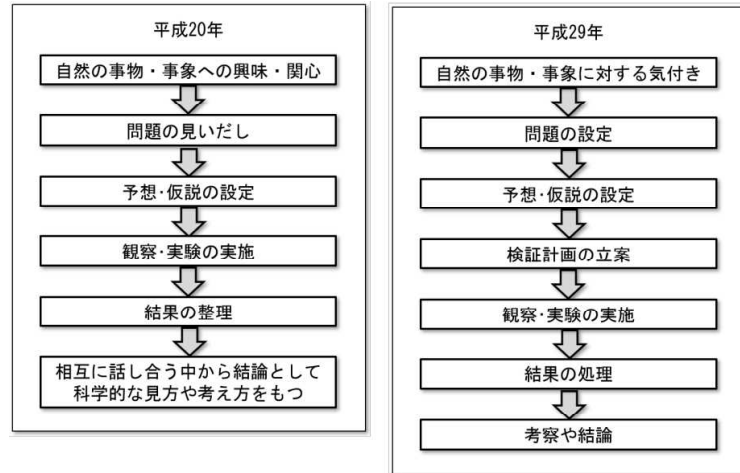 平成20年
自然の事物・事象への興味・関心
問題の見いだし
予想・仮説の設定
観察・実験の実施
結果の整理
相互に話し合う中から結論として
科学的な見方や考え方をもつ
平成29年
自然の事物・事象に対する気付き
問題の設定
予想・仮説の設定
検証計画の立案
観察・実験の実施
結果の処理
考察や結論